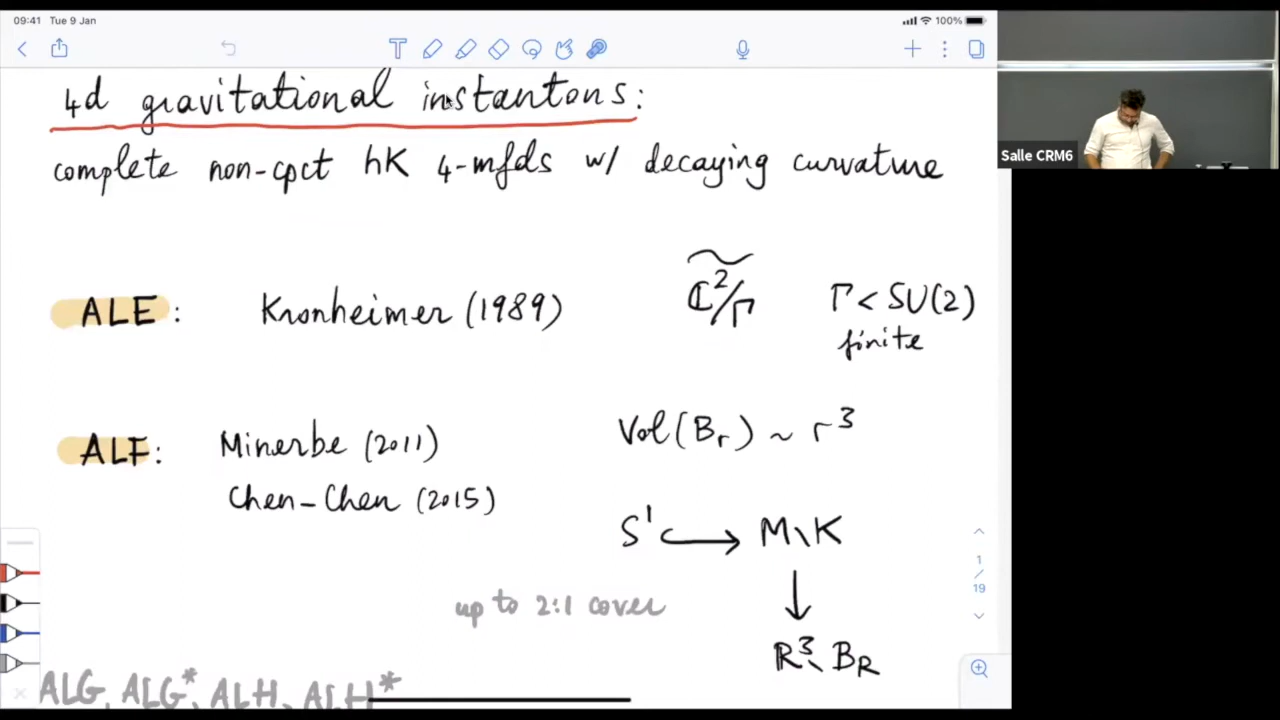 09:41 Tue 9 Jan
100%
4d gravitational instantons:
complete non-cpct hK 4-mfds w/ decaying curvature
ALE: Kronheimer (1989) ℂ²/Γ Γ < SU(2)
finite
ALF: Minerbe (2011) Vol(B_r) ~ r³
Chen-Chen (2015)
S¹ ↪ M∖K
↓
up to 2:1 cover
ℝ³∖B_R
ALG, ALG*, ALH, ALH*
1
/
19
Salle CRM6